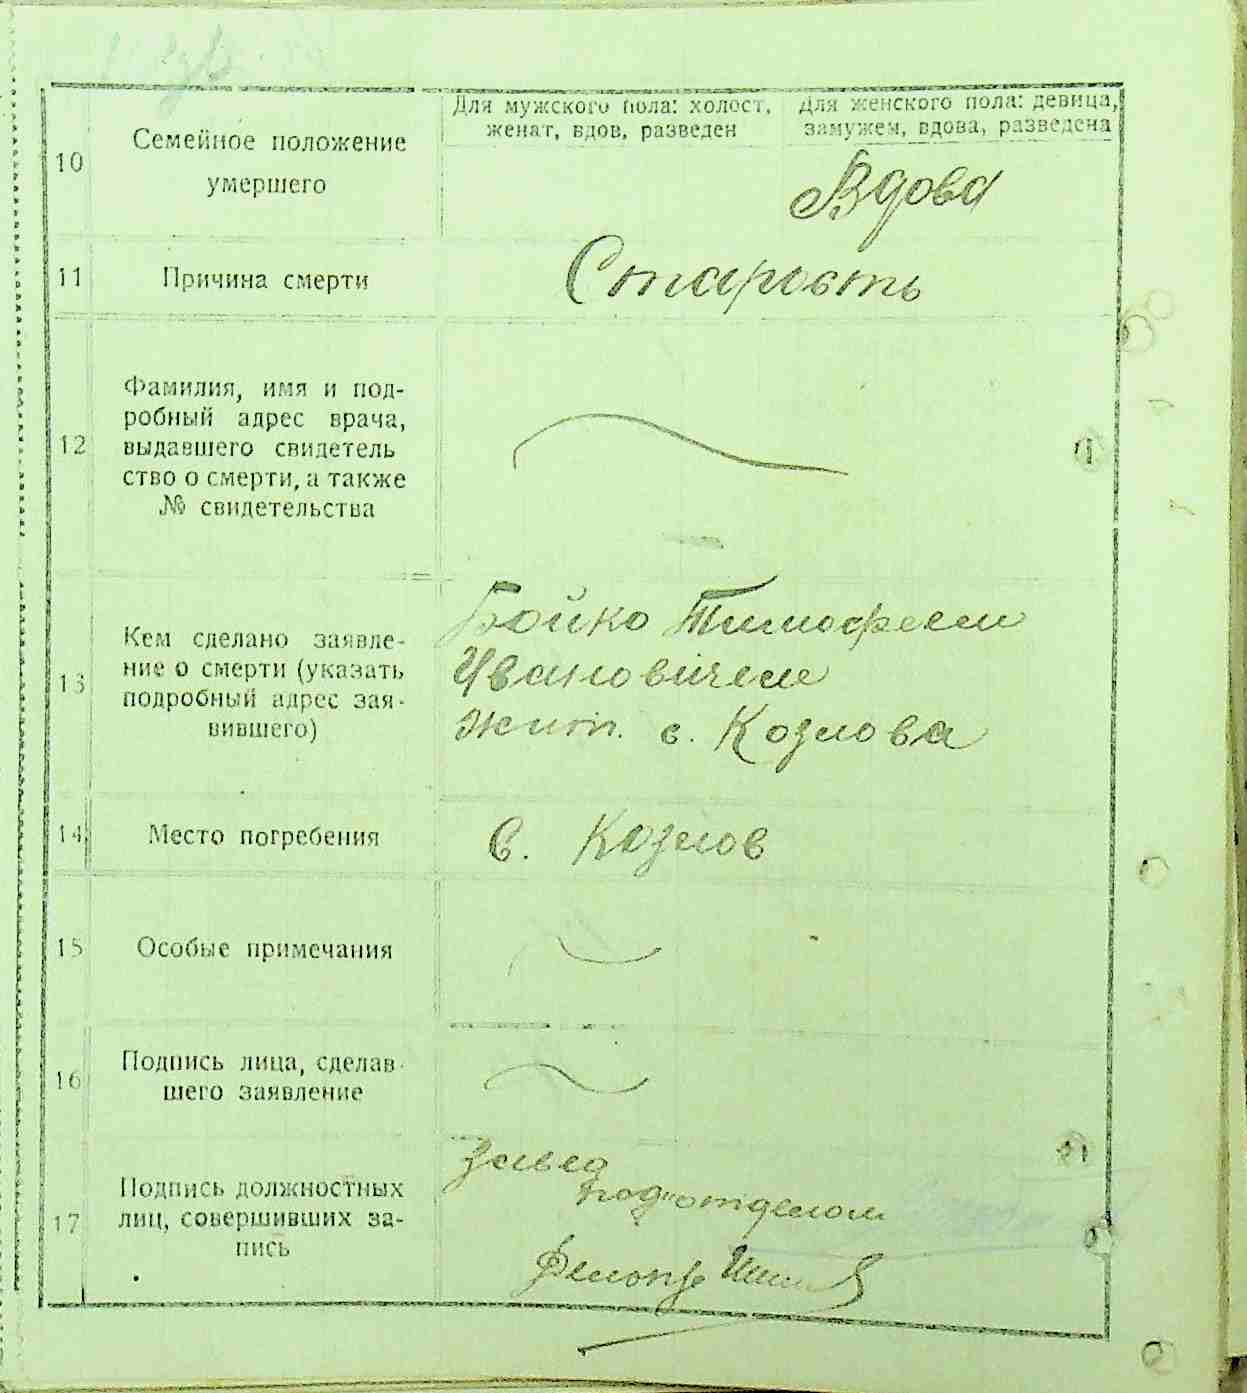 Для мужского пола: холост, женат, вдов, разведен
Для женского пола: девица, замужем, вдова, разведена
10
Семейное положение
умершего
Вдова
11
Причина смерти
Старость
12
Фамилия, имя и под-
робный адрес врача,
выдавшего свидетель
ство о смерти, а также
№ свидетельства
13
Кем сделано заявле-
ние о смерти (указать
подробный адрес зая-
вившего)
Бойко Тимофеем
Ивановичем
жит. с. Козлова
14
Место погребения
С. Козлов
15
Особые примечания
16
Подпись лица, сделав-
шего заявление
17
Подпись должностных
лиц, совершивших за-
пись
Завед
подотделом